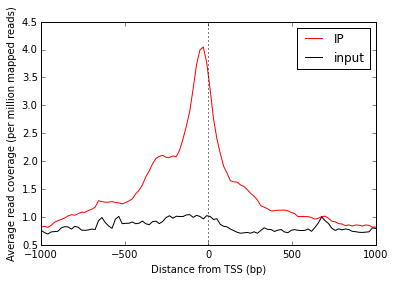 Average read coverage (per million mapped reads)
4.5
4.0
3.5
3.0
2.5
2.0
1.5
1.0
0.5
IP
input
−1000 −500 0 500 1000
Distance from TSS (bp)